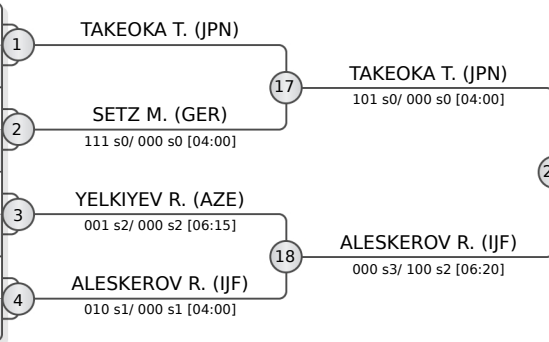 TAKEOKA T. (JPN)
1
17
TAKEOKA T. (JPN)
101 s0/ 000 s0 [04:00]
SETZ M. (GER)
2
111 s0/ 000 s0 [04:00]
YELKIYEV R. (AZE)
3
001 s2/ 000 s2 [06:15]
18
ALESKEROV R. (IJF)
000 s3/ 100 s2 [06:20]
ALESKEROV R. (IJF)
4
010 s1/ 000 s1 [04:00]